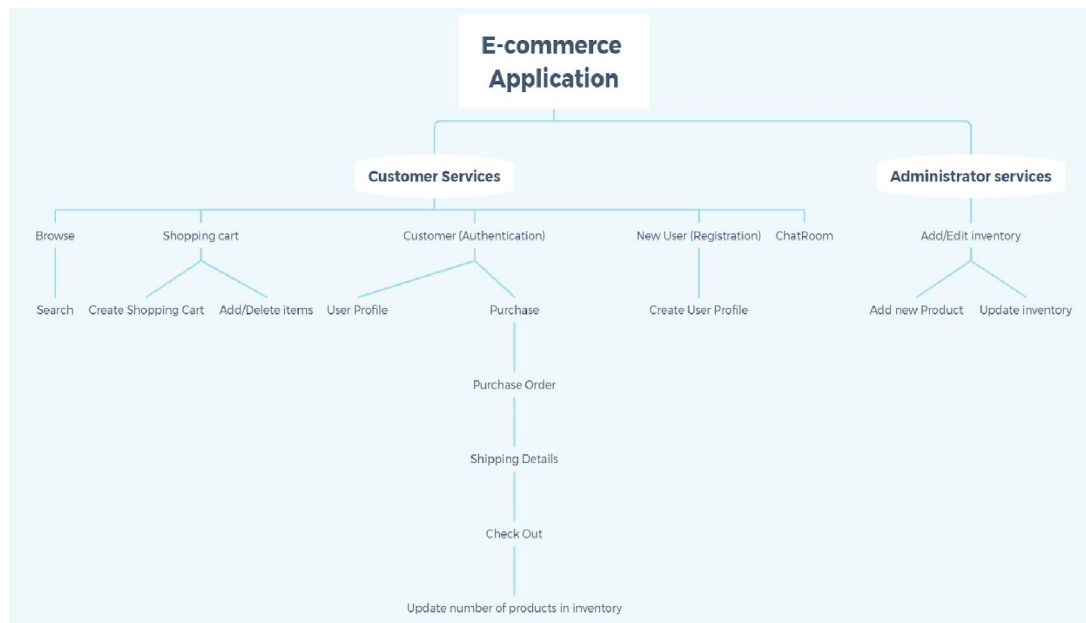 E-commerce
Application
Customer Services
Administrator services
Browse
Shopping cart
Customer (Authentication)
New User (Registration)
ChatRoom
Add/Edit inventory
Search
Create Shopping Cart
Add/Delete items
User Profile
Purchase
Create User Profile
Add new Product
Update inventory
Purchase Order
Shipping Details
Check Out
Update number of products in inventory